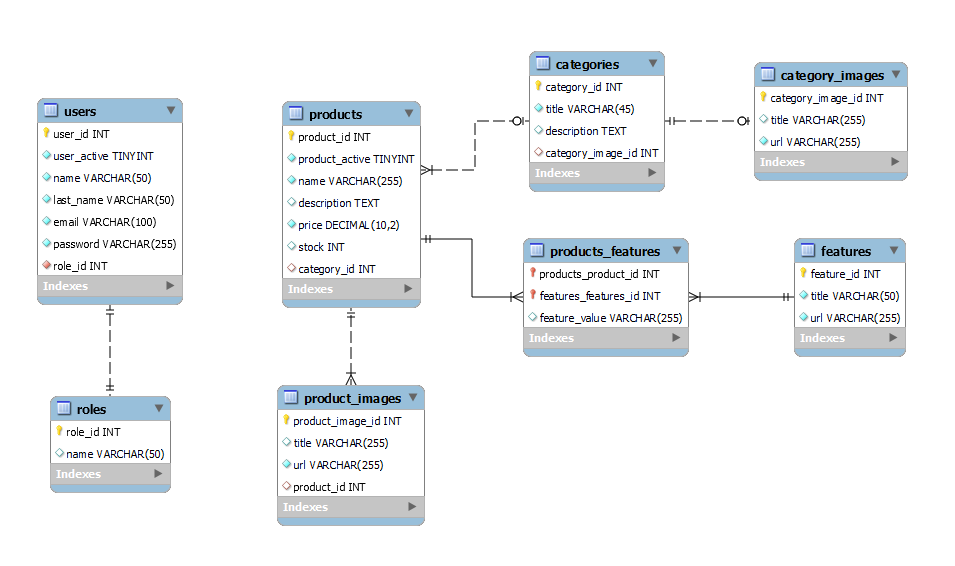 users
user_id INT
user_active TINYINT
name VARCHAR(50)
last_name VARCHAR(50)
email VARCHAR(100)
password VARCHAR(255)
role_id INT
Indexes
roles
role_id INT
name VARCHAR(50)
Indexes
products
product_id INT
product_active TINYINT
name VARCHAR(255)
description TEXT
price DECIMAL(10,2)
stock INT
category_id INT
Indexes
product_images
product_image_id INT
title VARCHAR(255)
url VARCHAR(255)
product_id INT
Indexes
categories
category_id INT
title VARCHAR(45)
description TEXT
category_image_id INT
Indexes
category_images
category_image_id INT
title VARCHAR(255)
url VARCHAR(255)
Indexes
products_features
products_product_id INT
features_features_id INT
feature_value VARCHAR(255)
Indexes
features
feature_id INT
title VARCHAR(50)
url VARCHAR(255)
Indexes